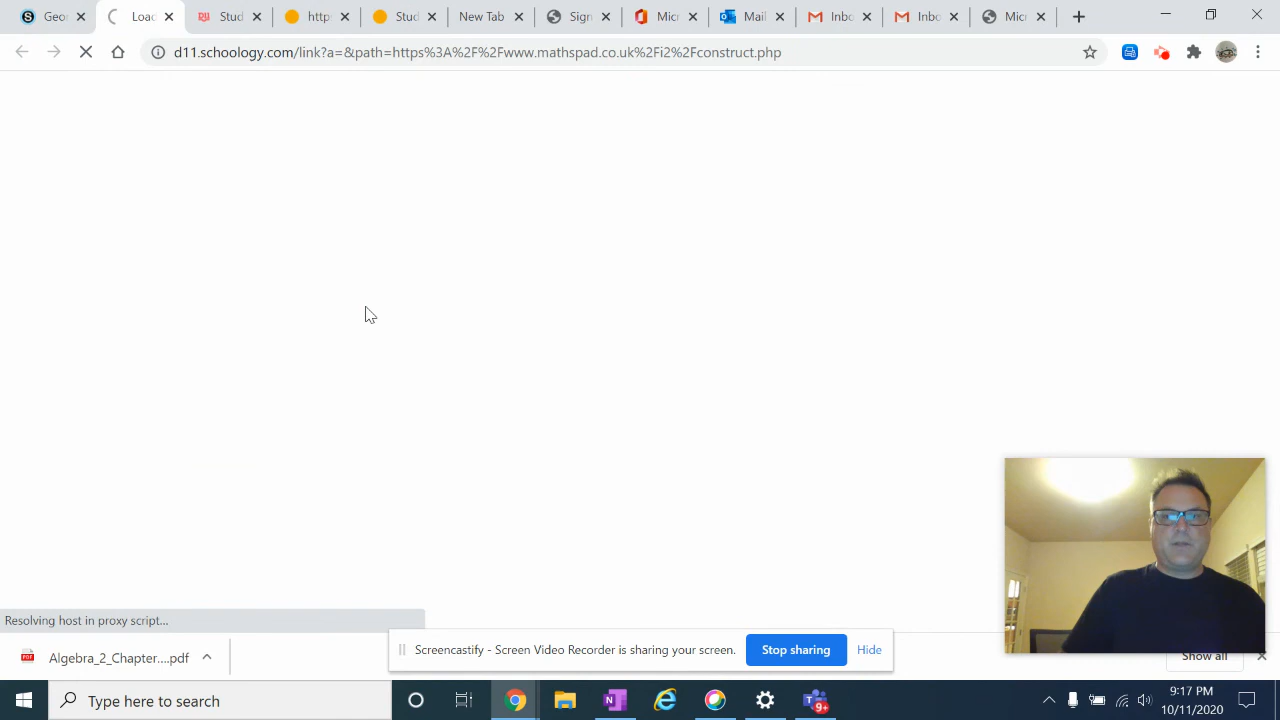 Geor
Load
Stud
http
Stud
New Tab
Sign
Micr
Mail
Inbo
Inbo
Micr
d11.schoology.com/link?a=&path=https%3A%2F%2Fwww.mathspad.co.uk%2Fi2%2Fconstruct.php
Resolving host in proxy script...
Algebra_2_Chapter....pdf
Screencastify - Screen Video Recorder is sharing your screen.
Stop sharing
Hide
Show all
Type here to search
9+
9:17 PM
10/11/2020